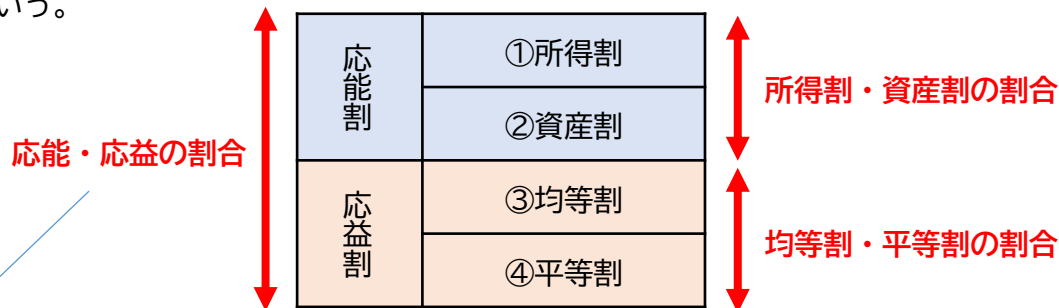 いう。
応能・応益の割合
応能割
①所得割
②資産割
所得割・資産割の割合
応益割
③均等割
④平等割
均等割・平等割の割合